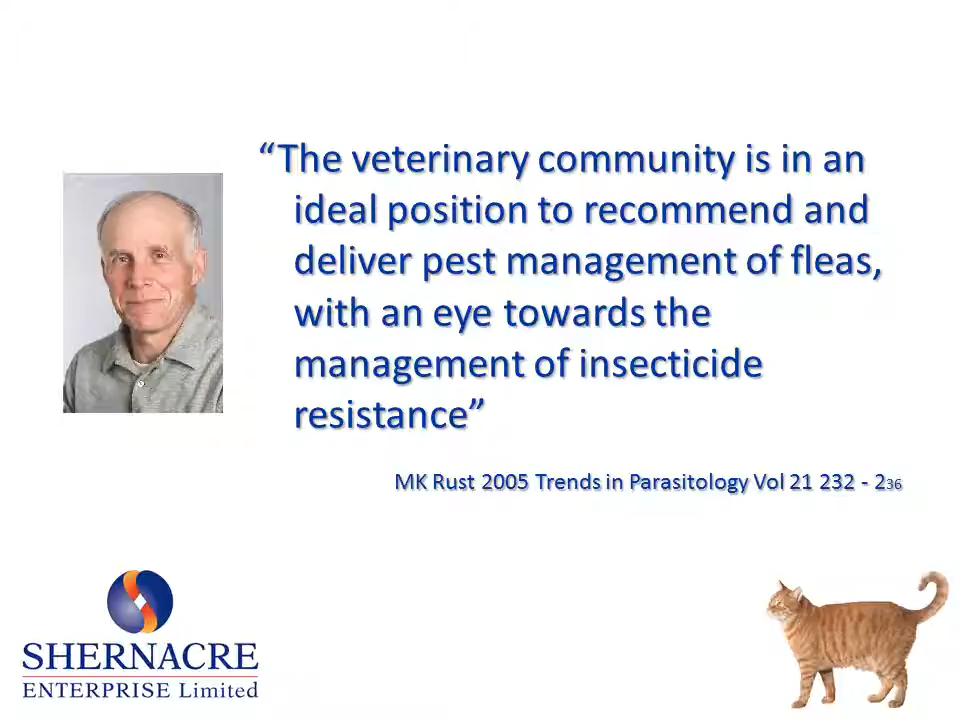 “The veterinary community is in an
ideal position to recommend and
deliver pest management of fleas,
with an eye towards the
management of insecticide
resistance”
MK Rust 2005 Trends in Parasitology Vol 21 232 - 236
SHERNACRE
ENTERPRISE Limited